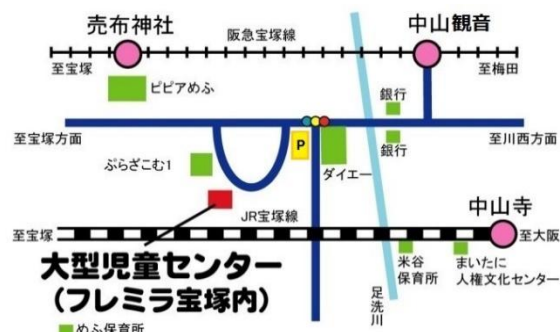 売布神社
阪急宝塚線
中山観音
至宝塚
至梅田
ピピアめふ
銀行
至宝塚方面
銀行
至川西方面
P
ぷらざこむ1
ダイエー
JR宝塚線
中山寺
至宝塚
至大阪
大型児童センター
(フレミラ宝塚内)
米谷
保育所
まいたに
人権文化センター
足洗川
めふ保育所